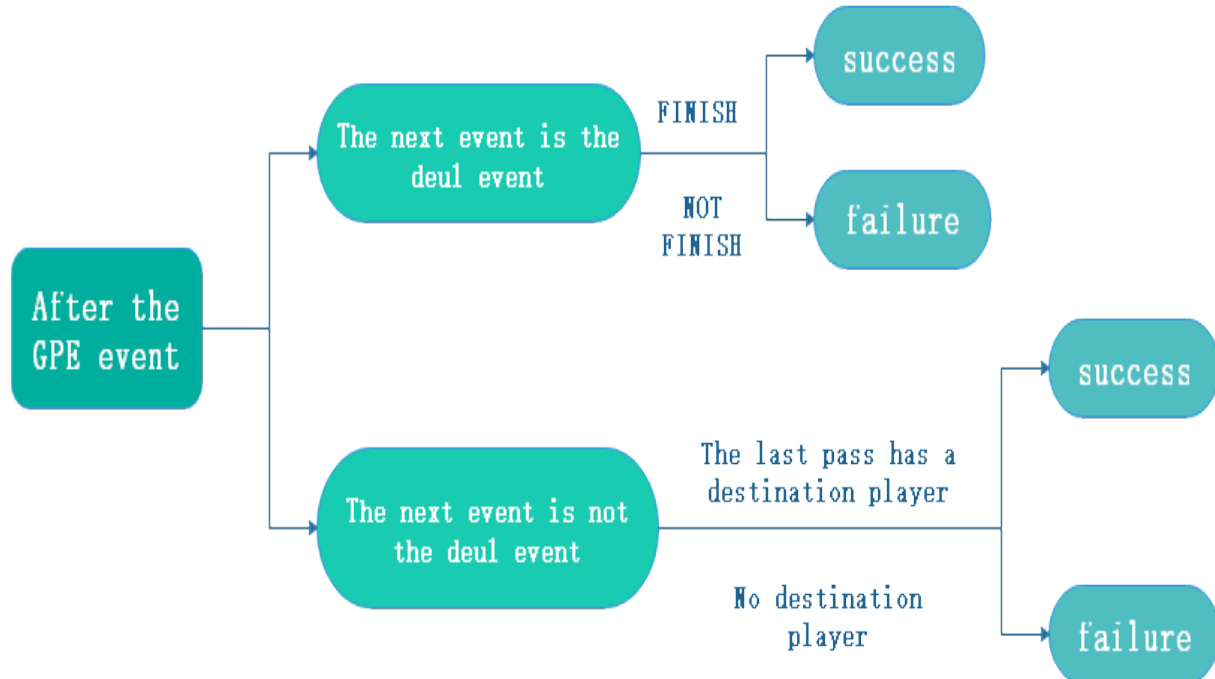 After the
GPE event
The next event is the
deul event
FINISH
NOT
FINISH
success
failure
The next event is not
the deul event
The last pass has a
destination player
No destination
player
success
failure